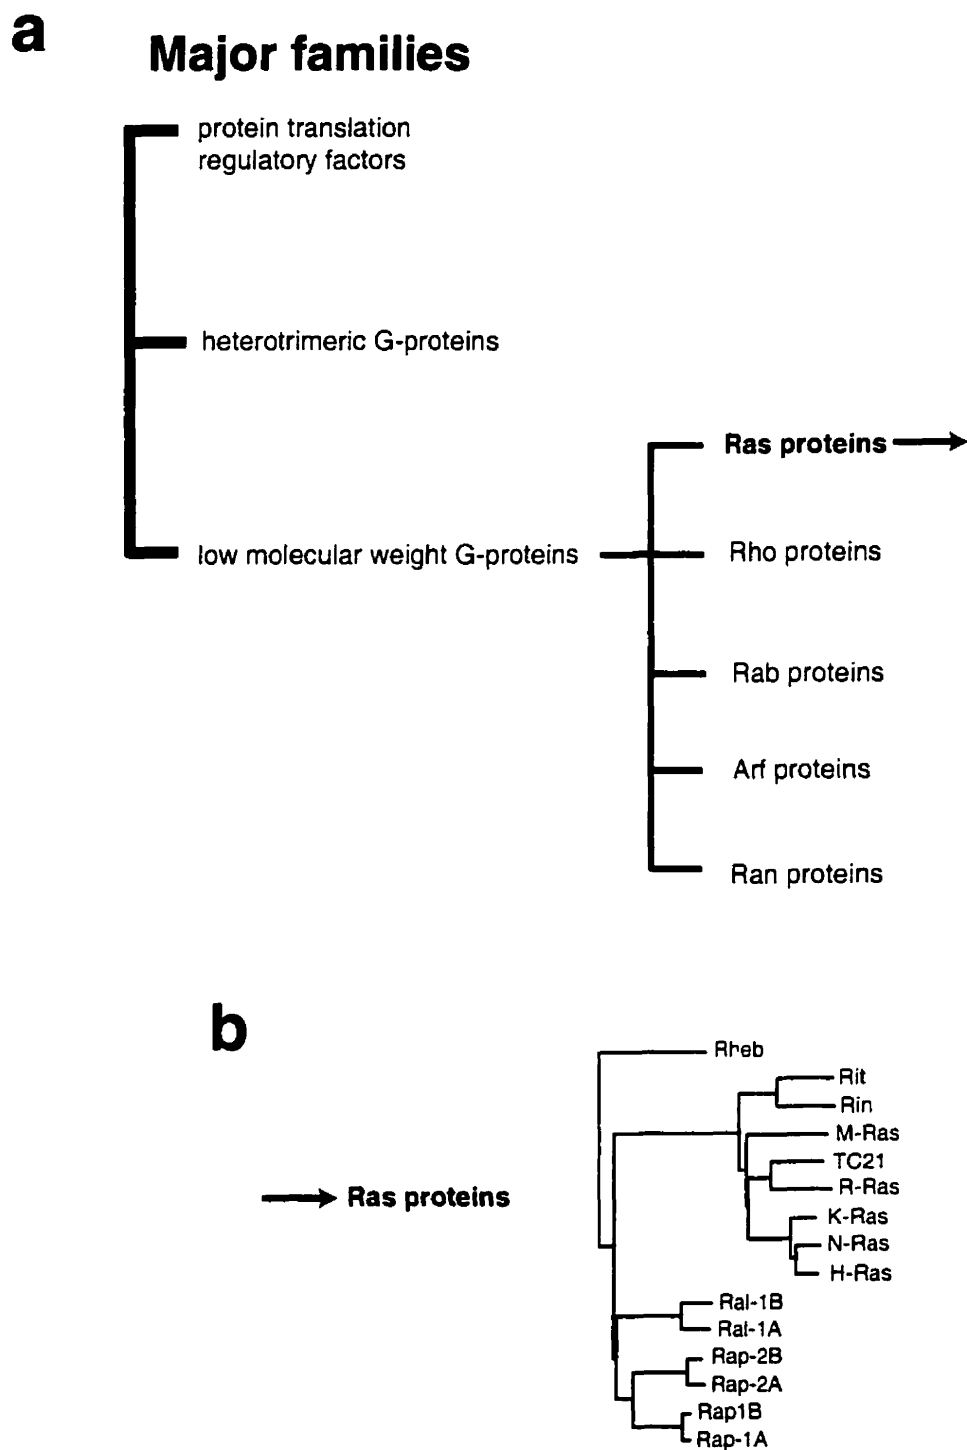 a
Major families
protein translation
regulatory factors
heterotrimeric G-proteins
Ras proteins
low molecular weight G-proteins
Rho proteins
Rab proteins
Arf proteins
Ran proteins
b
Rheb
Rit
Rin
M-Ras
TC21
R-Ras
Ras proteins
K-Ras
N-Ras
H-Ras
Ral-1B
Ral-1A
Rap-2B
Rap-2A
Rap1B
Rap-1A